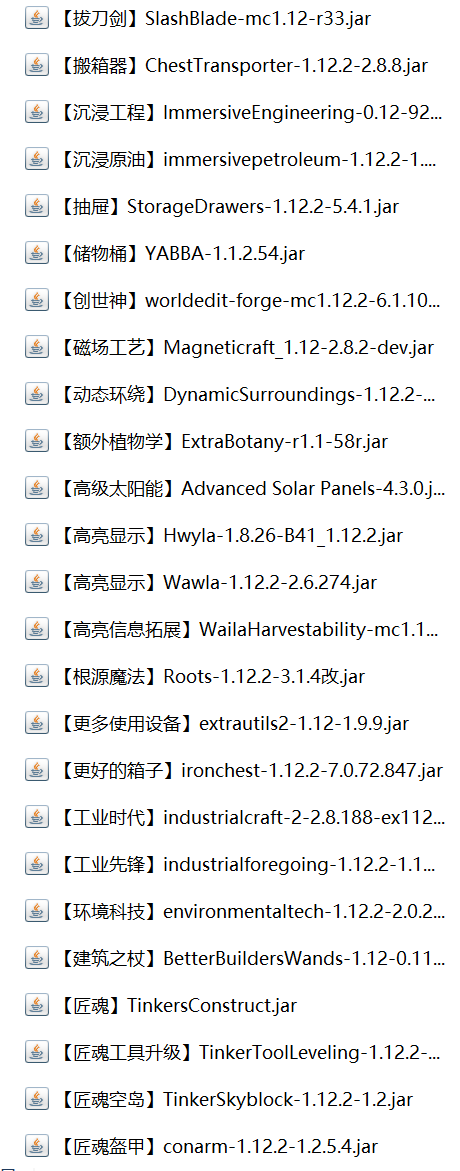 【拔刀剑】SlashBlade-mc1.12-r33.jar
【搬箱器】ChestTransporter-1.12.2-2.8.8.jar
【沉浸工程】ImmersiveEngineering-0.12-92...
【沉浸原油】immersivepetroleum-1.12.2-1....
【抽屉】StorageDrawers-1.12.2-5.4.1.jar
【储物桶】YABBA-1.1.2.54.jar
【创世神】worldedit-forge-mc1.12.2-6.1.10...
【磁场工艺】Magneticraft_1.12-2.8.2-dev.jar
【动态环绕】DynamicSurroundings-1.12.2-...
【额外植物学】ExtraBotany-r1.1-58r.jar
【高级太阳能】Advanced Solar Panels-4.3.0.j...
【高亮显示】Hwyla-1.8.26-B41_1.12.2.jar
【高亮显示】Wawla-1.12.2-2.6.274.jar
【高亮信息拓展】WailaHarvestability-mc1.1...
【根源魔法】Roots-1.12.2-3.1.4改.jar
【更多使用设备】extrautils2-1.12-1.9.9.jar
【更好的箱子】ironchest-1.12.2-7.0.72.847.jar
【工业时代】industrialcraft-2-2.8.188-ex112...
【工业先锋】industrialforegoing-1.12.2-1.1...
【环境科技】environmentaltech-1.12.2-2.0.2...
【建筑之杖】BetterBuildersWands-1.12-0.11...
【匠魂】TinkersConstruct.jar
【匠魂工具升级】TinkerToolLeveling-1.12.2-...
【匠魂空岛】TinkerSkyblock-1.12.2-1.2.jar
【匠魂盔甲】conarm-1.12.2-1.2.5.4.jar